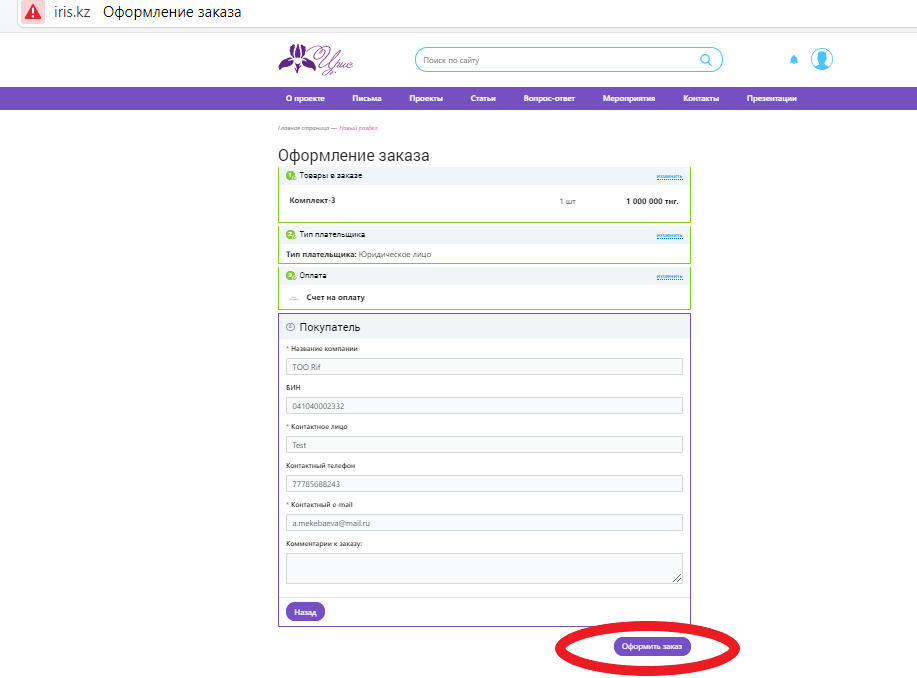 iris.kz Оформление заказа
Ирис
Поиск по сайту
О проекте Письма Проекты Статьи Вопрос-ответ Мероприятия Контакты Презентации
Главная страница — Новый раздел
Оформление заказа
1 Товары в заказе изменить
Комплект-3 1 шт 1 000 000 тнг.
2 Тип плательщика изменить
Тип плательщика: Юридическое лицо
3 Оплата изменить
Счет на оплату
Покупатель
* Название компании
ТОО Rif
БИН
041040002332
* Контактное лицо
Test
Контактный телефон
77785688243
* Контактный e-mail
a.mekebaeva@mail.ru
Комментарии к заказу:
Назад
Оформить заказ